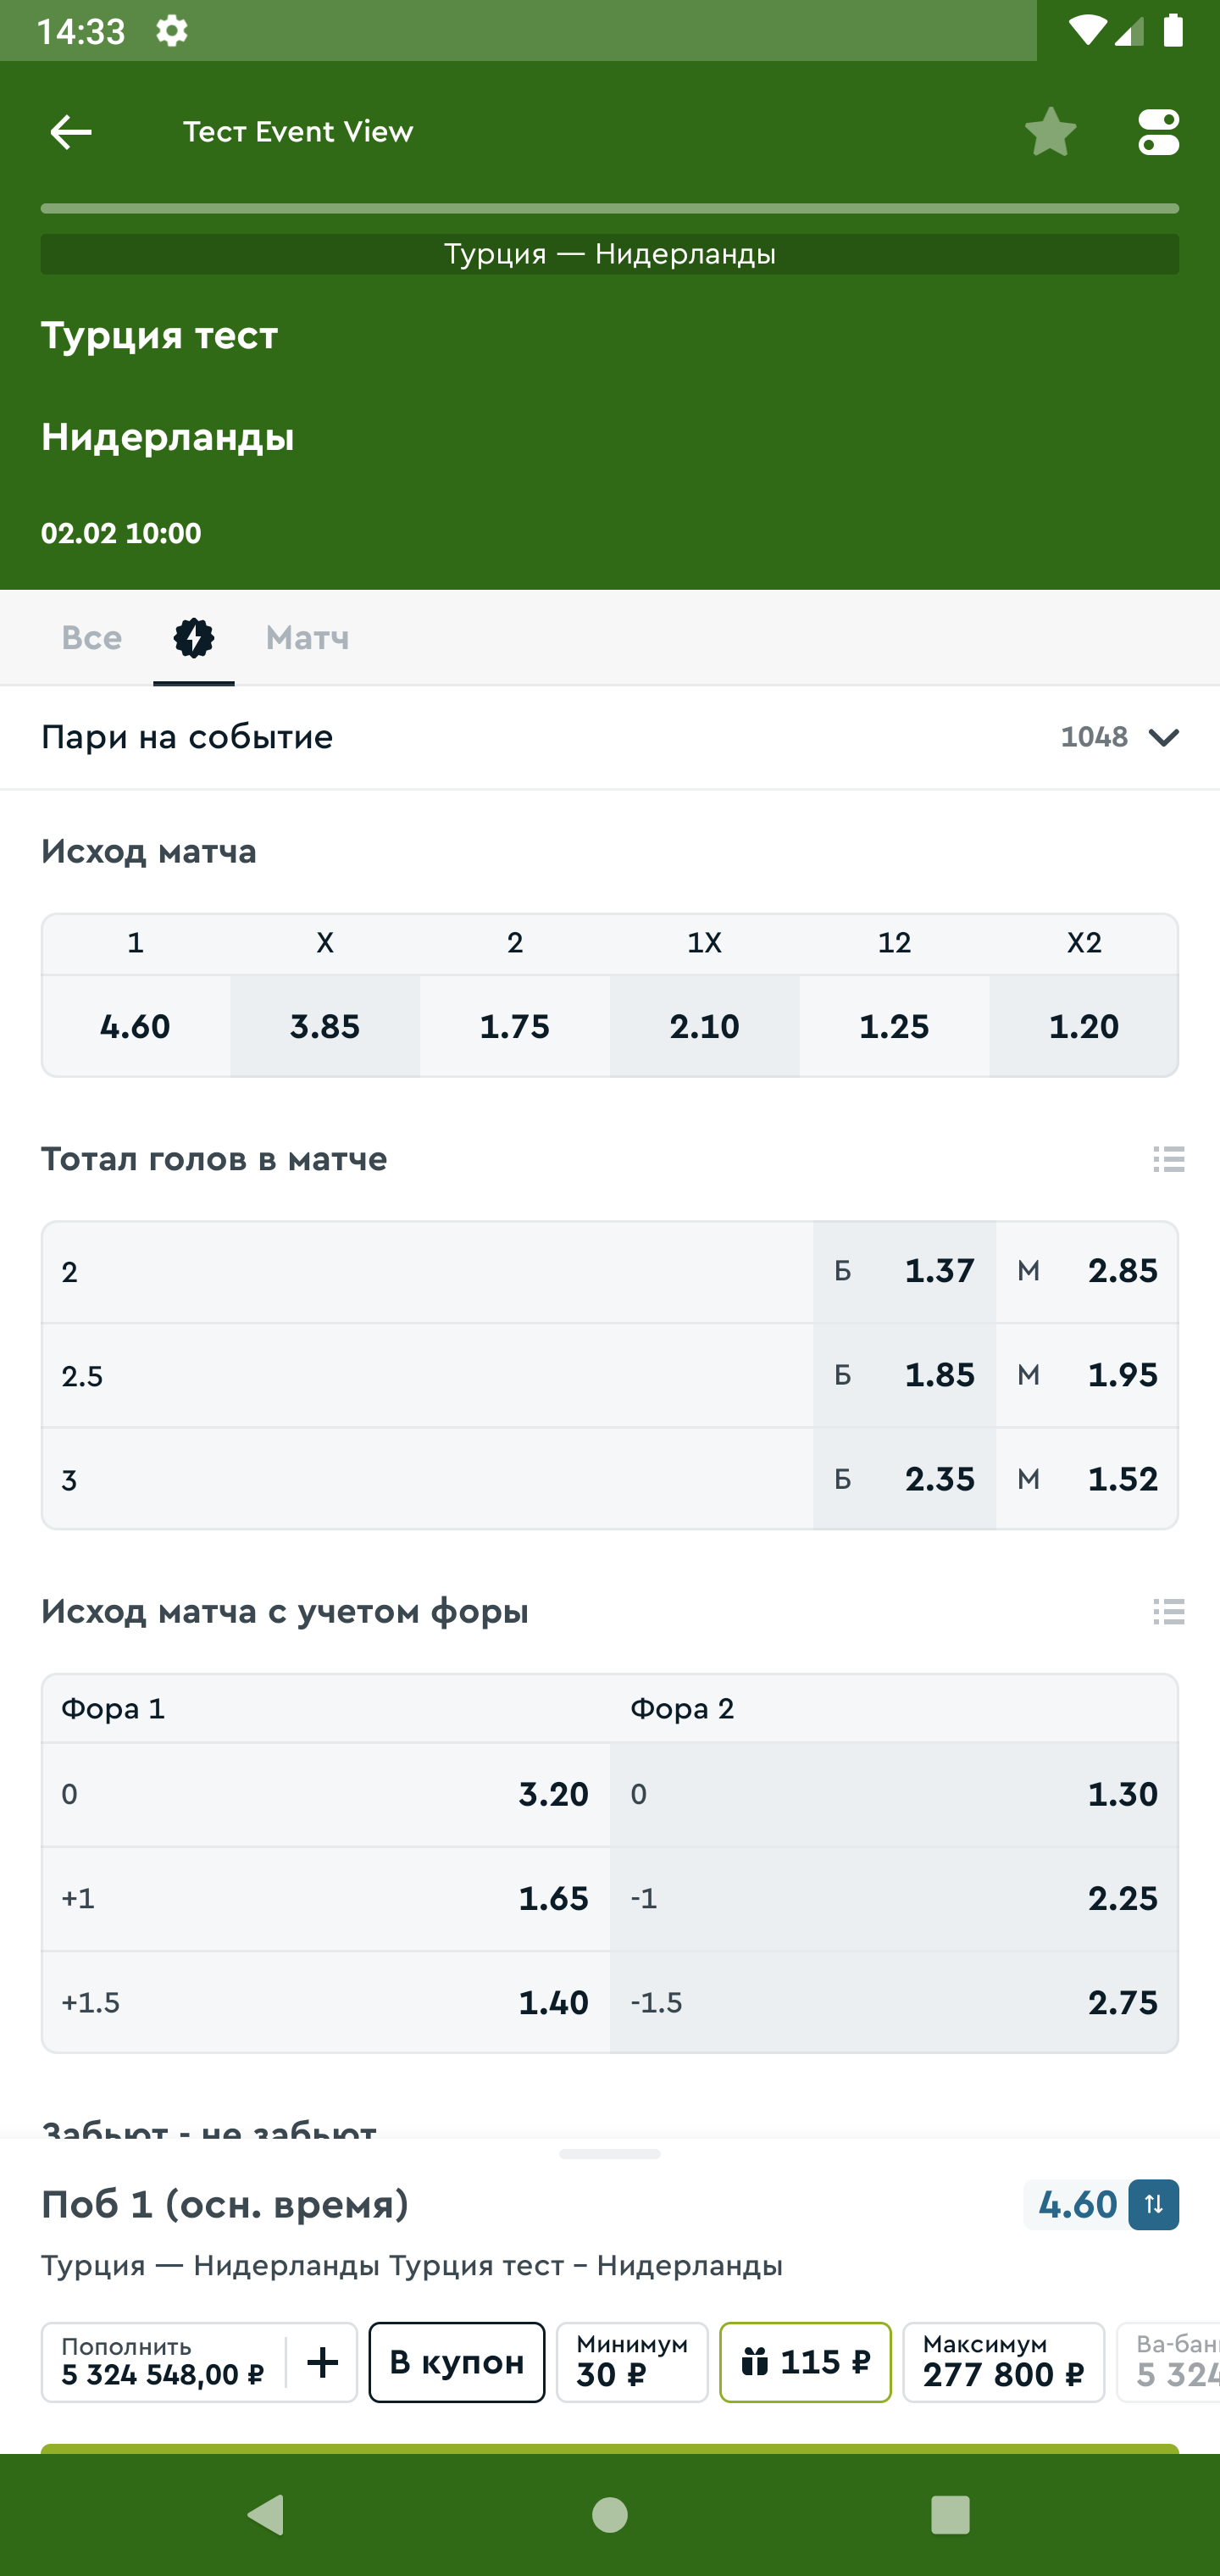 14:33
Тест Event View
Турция — Нидерланды
Турция тест
Нидерланды
02.02 10:00
Все Матч
Пари на событие 1048
Исход матча
1 X 2 1X 12 X2
4.60 3.85 1.75 2.10 1.25 1.20
Тотал голов в матче
2 Б 1.37 М 2.85
2.5 Б 1.85 М 1.95
3 Б 2.35 М 1.52
Исход матча с учетом форы
Фора 1 Фора 2
0 3.20 0 1.30
+1 1.65 -1 2.25
+1.5 1.40 -1.5 2.75
Забьют - не забьют
Поб 1 (осн. время) 4.60
Турция — Нидерланды Турция тест – Нидерланды
Пополнить
5 324 548,00 ₽
В купон
Минимум
30 ₽
115 ₽
Максимум
277 800 ₽
Ва-бан
5 324